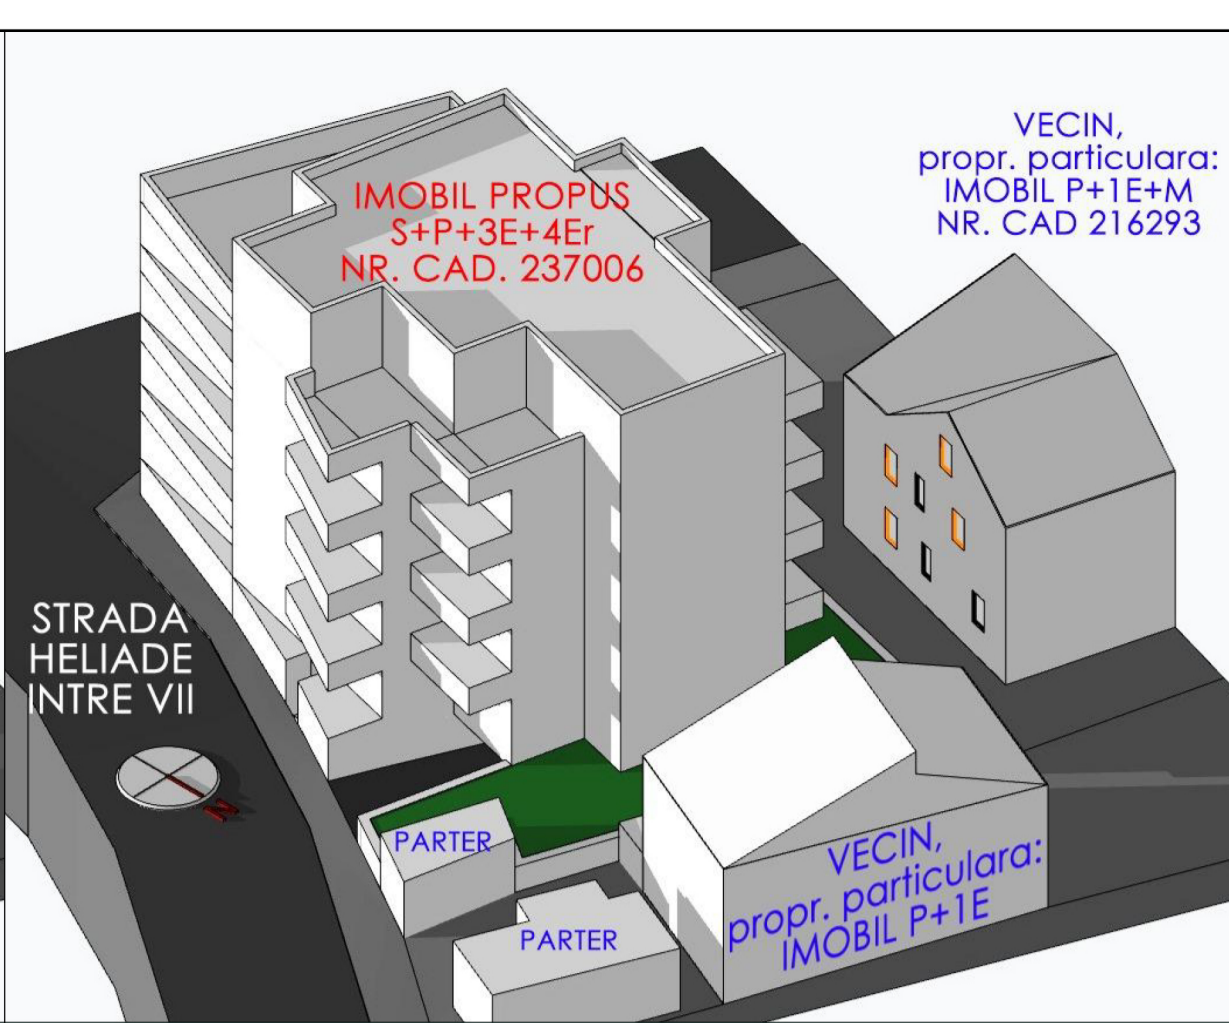 IMOBIL PROPUS
S+P+3E+4Er
NR. CAD. 237006
VECIN,
propr. particulara:
IMOBIL P+1E+M
NR. CAD 216293
STRADA
HELIADE
INTRE VII
N
PARTER
PARTER
VECIN,
propr. particulara:
IMOBIL P+1E